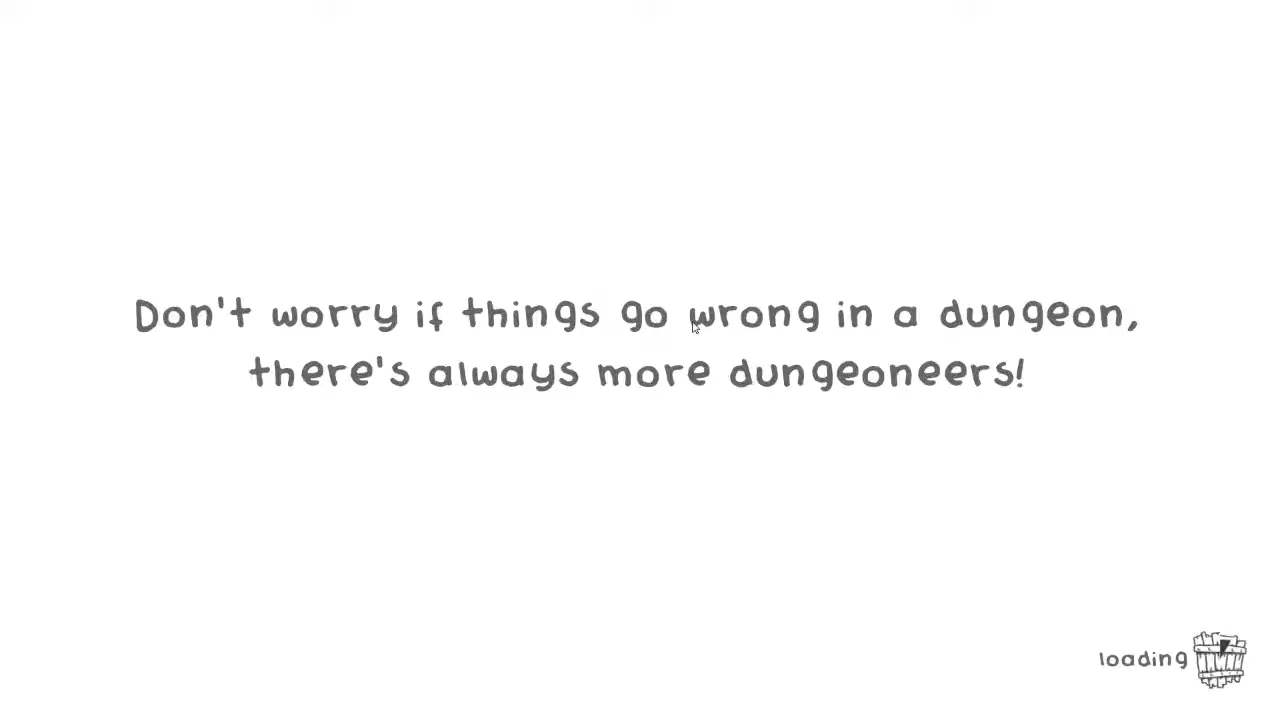 Don't worry if things go wrong in a dungeon,
there's always more dungeoneers!
loading